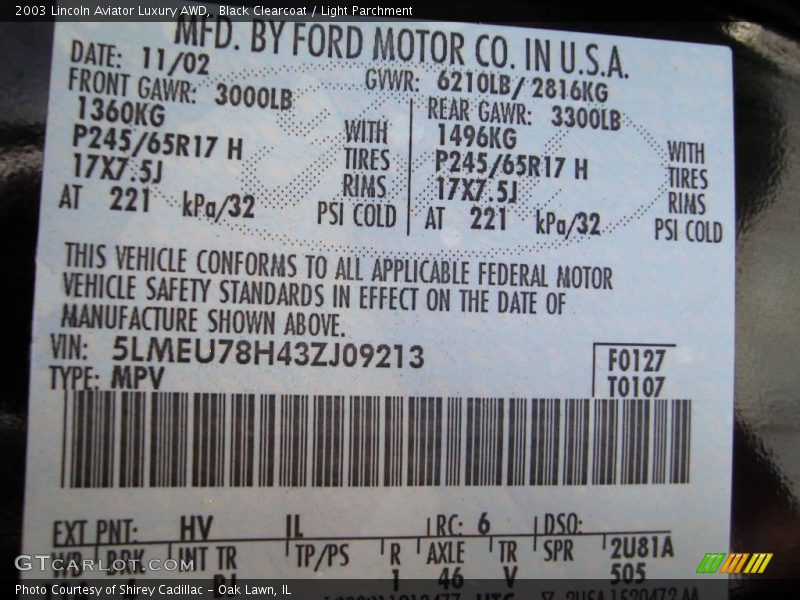 2003 Lincoln Aviator Luxury AWD, Black Clearcoat / Light Parchment
MFD. BY FORD MOTOR CO. IN U.S.A.
DATE: 11/02 GVWR: 6210LB/ 2816KG
FRONT GAWR: 3000LB REAR GAWR: 3300LB
1360KG WITH 1496KG WITH
P245/65R17 H TIRES P245/65R17 H TIRES
17X7.5J RIMS 17X7.5J RIMS
AT 221 kPa/32 PSI COLD AT 221 kPa/32 PSI COLD
THIS VEHICLE CONFORMS TO ALL APPLICABLE FEDERAL MOTOR
VEHICLE SAFETY STANDARDS IN EFFECT ON THE DATE OF
MANUFACTURE SHOWN ABOVE.
VIN: 5LMEU78H43ZJ09213 F0127
TYPE: MPV T0107
EXT PNT: HV IL RC: 6 DSO:
WB BRK INT TR TP/PS R AXLE TR SPR 2U81A
1 46 V 505
GTCarLot.com
Photo Courtesy of Shirey Cadillac - Oak Lawn, IL